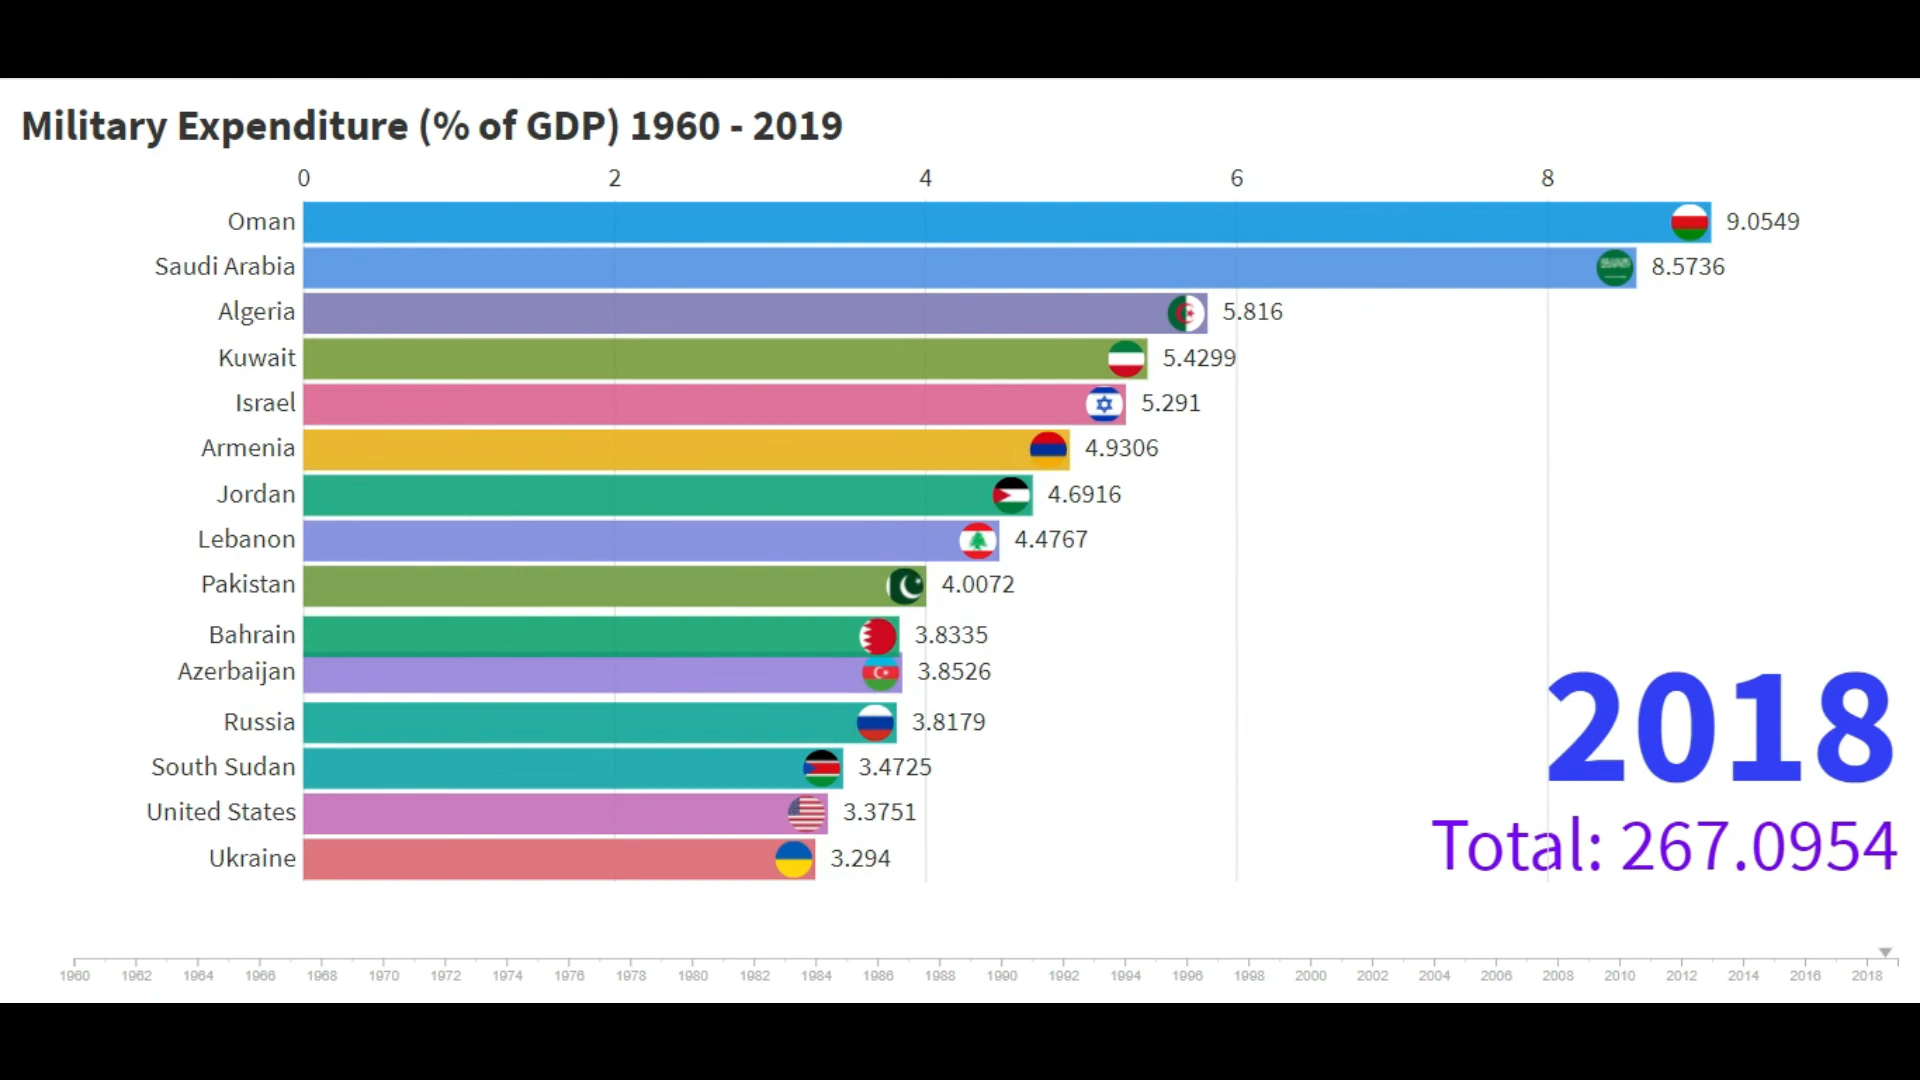 Military Expenditure (% of GDP) 1960 - 2019
0 2 4 6 8
Oman 9.0549
Saudi Arabia 8.5736
Algeria 5.816
Kuwait 5.4299
Israel 5.291
Armenia 4.9306
Jordan 4.6916
Lebanon 4.4767
Pakistan 4.0072
Bahrain 3.8335
Azerbaijan 3.8526
Russia 3.8179
South Sudan 3.4725
United States 3.3751
Ukraine 3.294
2018
Total: 267.0954
1960 1962 1964 1966 1968 1970 1972 1974 1976 1978 1980 1982 1984 1986 1988 1990 1992 1994 1996 1998 2000 2002 2004 2006 2008 2010 2012 2014 2016 2018